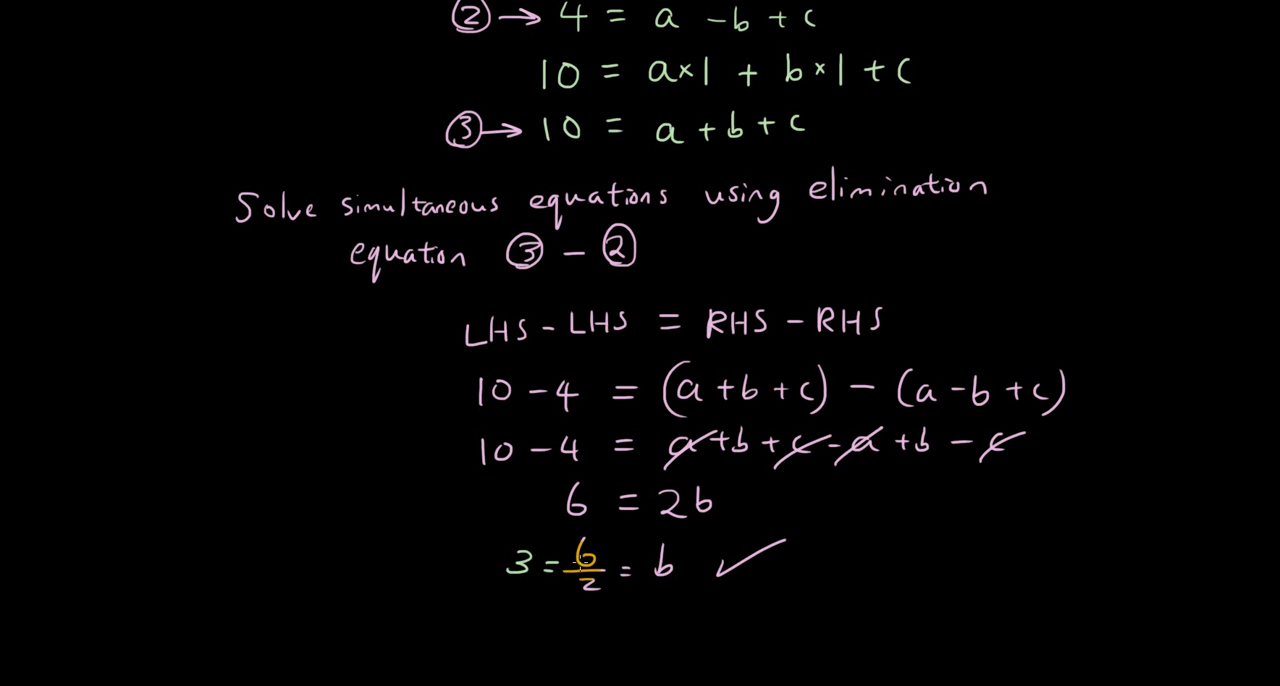 ② → 4 = a - b + c
10 = a×1 + b×1 + c
③ → 10 = a + b + c
Solve simultaneous equations using elimination
equation ③ - ②
LHS - LHS = RHS - RHS
10 - 4 = (a + b + c) - (a - b + c)
10 - 4 = a + b + c - a + b - c
6 = 2b
3 = 6/2 = b ✓